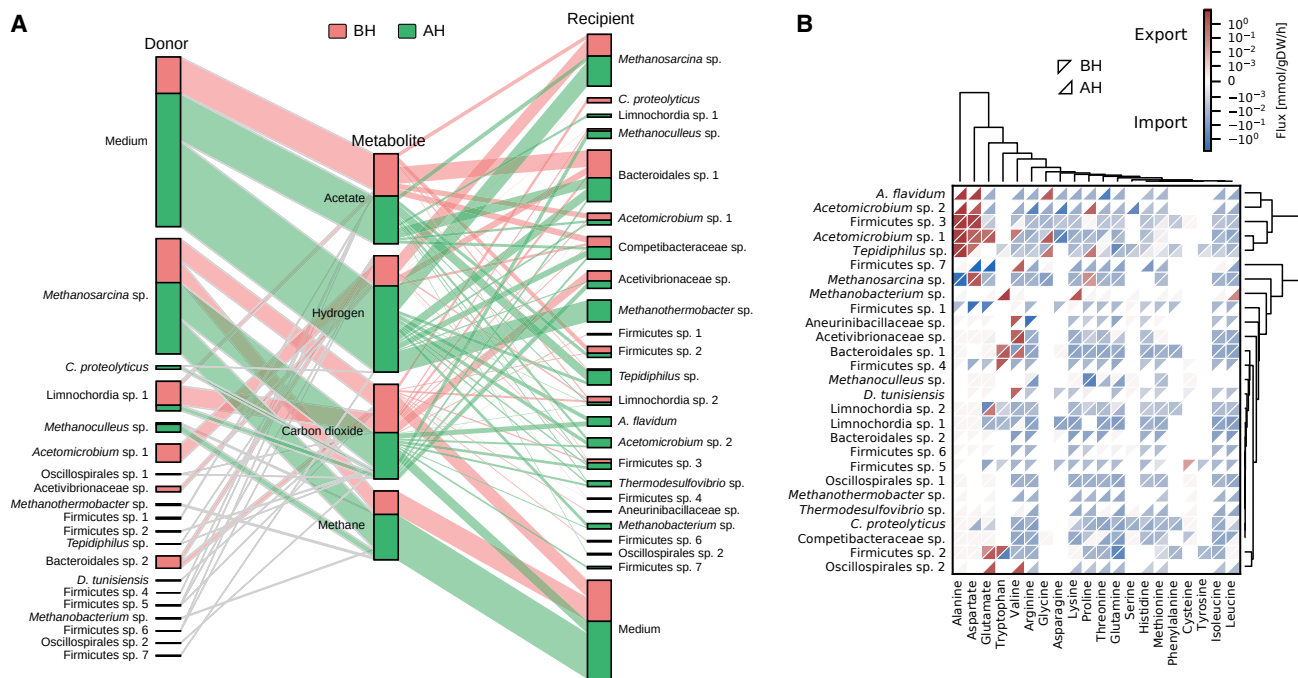 A
BH
AH
Donor
Metabolite
Recipient
Medium
Methanosarcina sp.
C. proteolyticus
Limnochordia sp. 1
Methanoculleus sp.
Acetomicrobium sp. 1
Oscillospirales sp. 1
Acetivibrionaceae sp.
Methanothermobacter sp.
Firmicutes sp. 1
Firmicutes sp. 2
Tepidiphilus sp.
Bacteroidales sp. 2
D. tunisiensis
Firmicutes sp. 4
Firmicutes sp. 5
Methanobacterium sp.
Firmicutes sp. 6
Oscillospirales sp. 2
Firmicutes sp. 7
Acetate
Hydrogen
Carbon dioxide
Methane
Methanosarcina sp.
C. proteolyticus
Limnochordia sp. 1
Methanoculleus sp.
Bacteroidales sp. 1
Acetomicrobium sp. 1
Competibacteraceae sp.
Acetivibrionaceae sp.
Methanothermobacter sp.
Firmicutes sp. 1
Firmicutes sp. 2
Tepidiphilus sp.
Limnochordia sp. 2
A. flavidum
Acetomicrobium sp. 2
Firmicutes sp. 3
Thermodesulfovibrio sp.
Firmicutes sp. 4
Aneurinibacillaceae sp.
Methanobacterium sp.
Firmicutes sp. 6
Oscillospirales sp. 2
Firmicutes sp. 7
Medium
B
Export
Import
BH
AH
10⁰
10⁻¹
10⁻³
0
−10⁻³
−10⁻¹
−10⁰
Flux [mmol/gDW/h]
A. flavidum
Acetomicrobium sp. 2
Firmicutes sp. 3
Acetomicrobium sp. 1
Tepidiphilus sp.
Firmicutes sp. 7
Methanosarcina sp.
Methanobacterium sp.
Firmicutes sp. 1
Aneurinibacillaceae sp.
Acetivibrionaceae sp.
Bacteroidales sp. 1
Firmicutes sp. 4
Methanoculleus sp.
D. tunisiensis
Limnochordia sp. 2
Limnochordia sp. 1
Bacteroidales sp. 2
Firmicutes sp. 6
Firmicutes sp. 5
Oscillospirales sp. 1
Methanothermobacter sp.
Thermodesulfovibrio sp.
C. proteolyticus
Competibacteraceae sp.
Firmicutes sp. 2
Oscillospirales sp. 2
Alanine
Aspartate
Glutamate
Tryptophan
Valine
Arginine
Glycine
Asparagine
Lysine
Proline
Threonine
Glutamine
Serine
Histidine
Methionine
Phenylalanine
Cysteine
Tyrosine
Isoleucine
Leucine